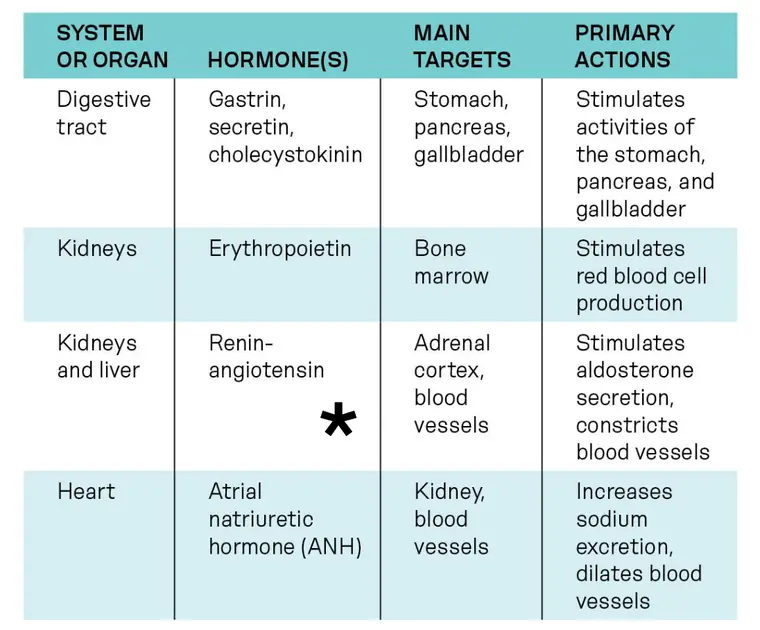 SYSTEM OR ORGAN HORMONE(S) MAIN TARGETS PRIMARY ACTIONS
Digestive tract
Gastrin, secretin, cholecystokinin
Stomach, pancreas, gallbladder
Stimulates activities of the stomach, pancreas, and gallbladder
Kidneys
Erythropoietin
Bone marrow
Stimulates red blood cell production
Kidneys and liver
Renin-angiotensin
*
Adrenal cortex, blood vessels
Stimulates aldosterone secretion, constricts blood vessels
Heart
Atrial natriuretic hormone (ANH)
Kidney, blood vessels
Increases sodium excretion, dilates blood vessels